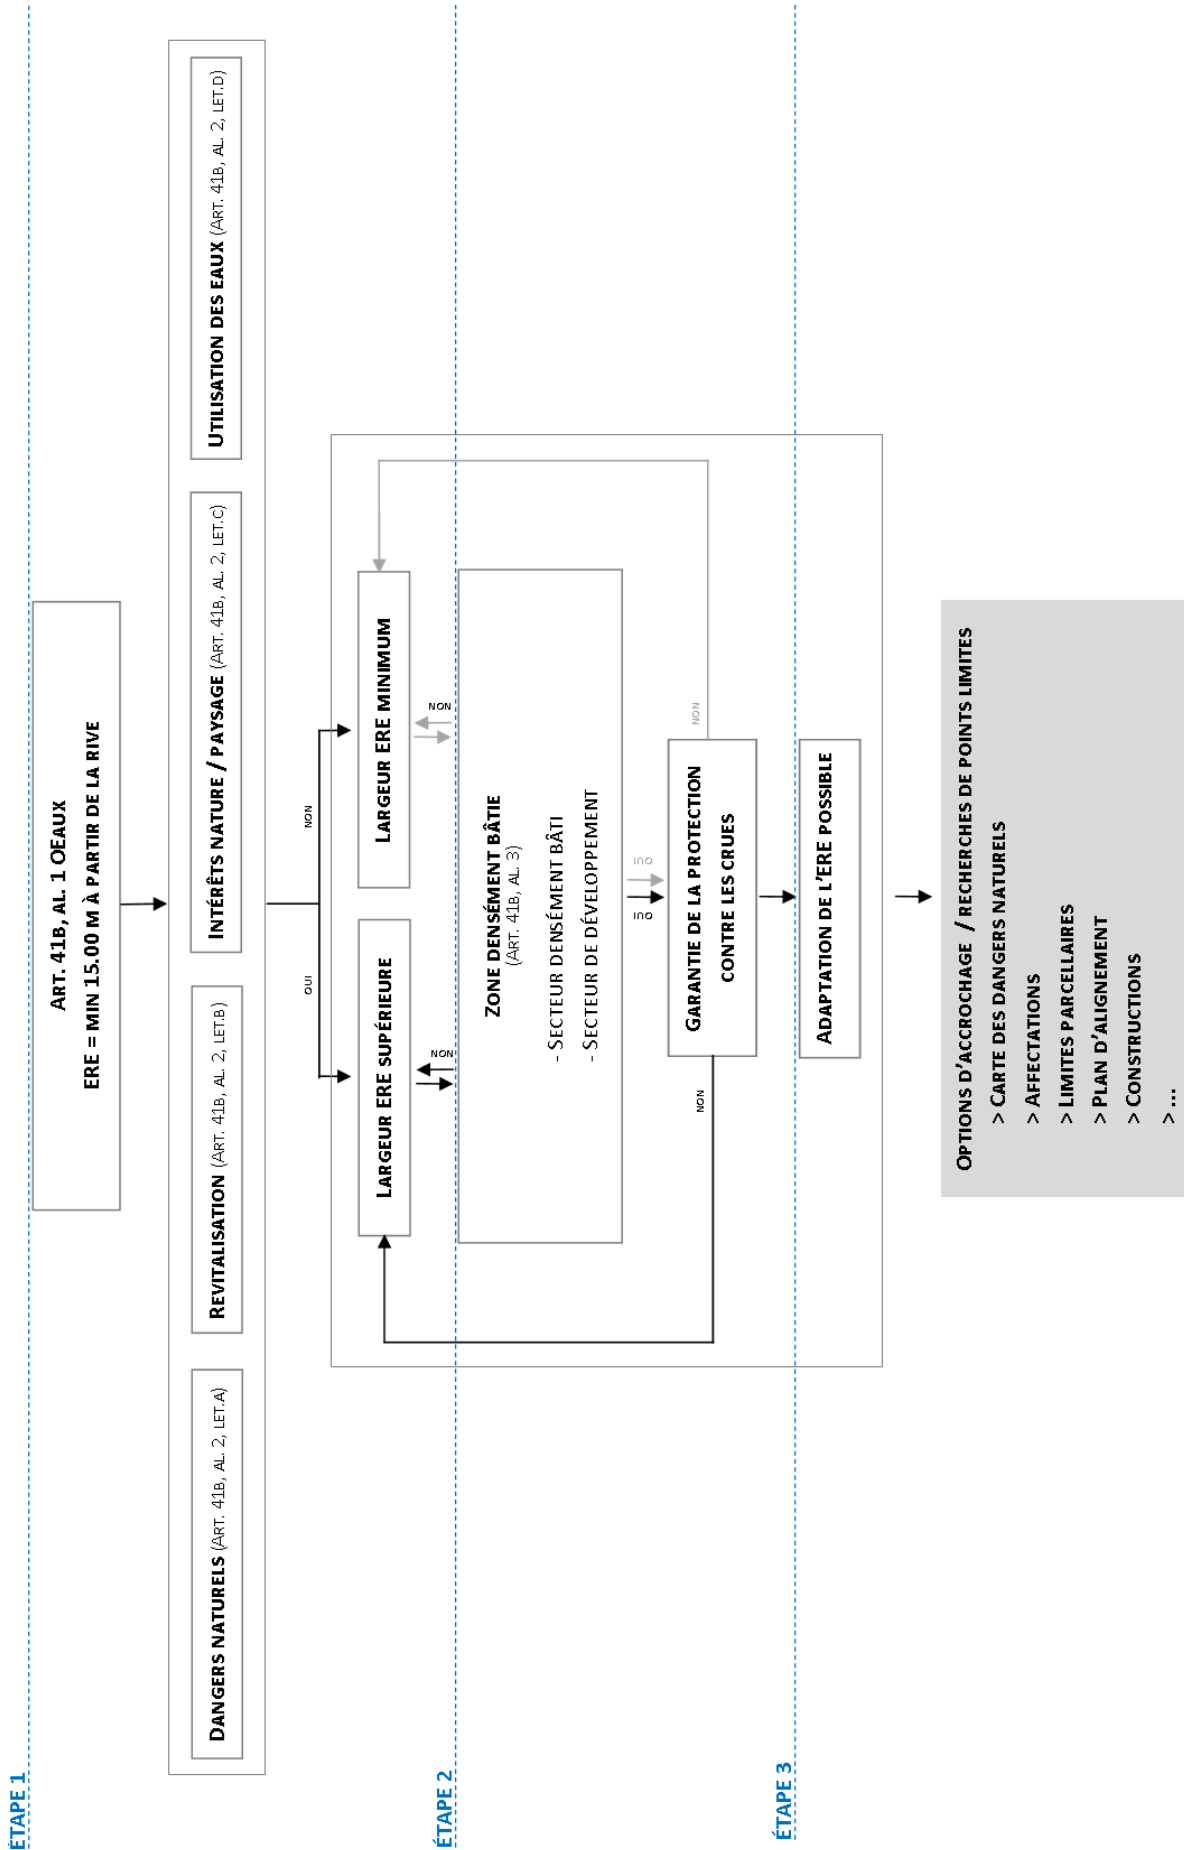 ÉTAPE 1
ART. 41B, AL. 1 OEAUX
ERE = MIN 15.00 M À PARTIR DE LA RIVE
DANGERS NATURELS (ART. 41B, AL. 2, LET.A)
REVITALISATION (ART. 41B, AL. 2, LET.B)
INTÉRÊTS NATURE / PAYSAGE (ART. 41B, AL. 2, LET.C)
UTILISATION DES EAUX (ART. 41B, AL. 2, LET.D)
OUI
NON
LARGEUR ERE SUPÉRIEURE
LARGEUR ERE MINIMUM
NON
NON
ÉTAPE 2
ZONE DENSÉMENT BÂTIE
(ART. 41B, AL. 3)
- SECTEUR DENSÉMENT BÂTI
- SECTEUR DE DÉVELOPPEMENT
OUI
OUI
GARANTIE DE LA PROTECTION
CONTRE LES CRUES
NON
NON
ÉTAPE 3
ADAPTATION DE L'ERE POSSIBLE
OPTIONS D'ACCROCHAGE / RECHERCHES DE POINTS LIMITES
> CARTE DES DANGERS NATURELS
> AFFECTATIONS
> LIMITES PARCELLAIRES
> PLAN D'ALIGNEMENT
> CONSTRUCTIONS
> ...